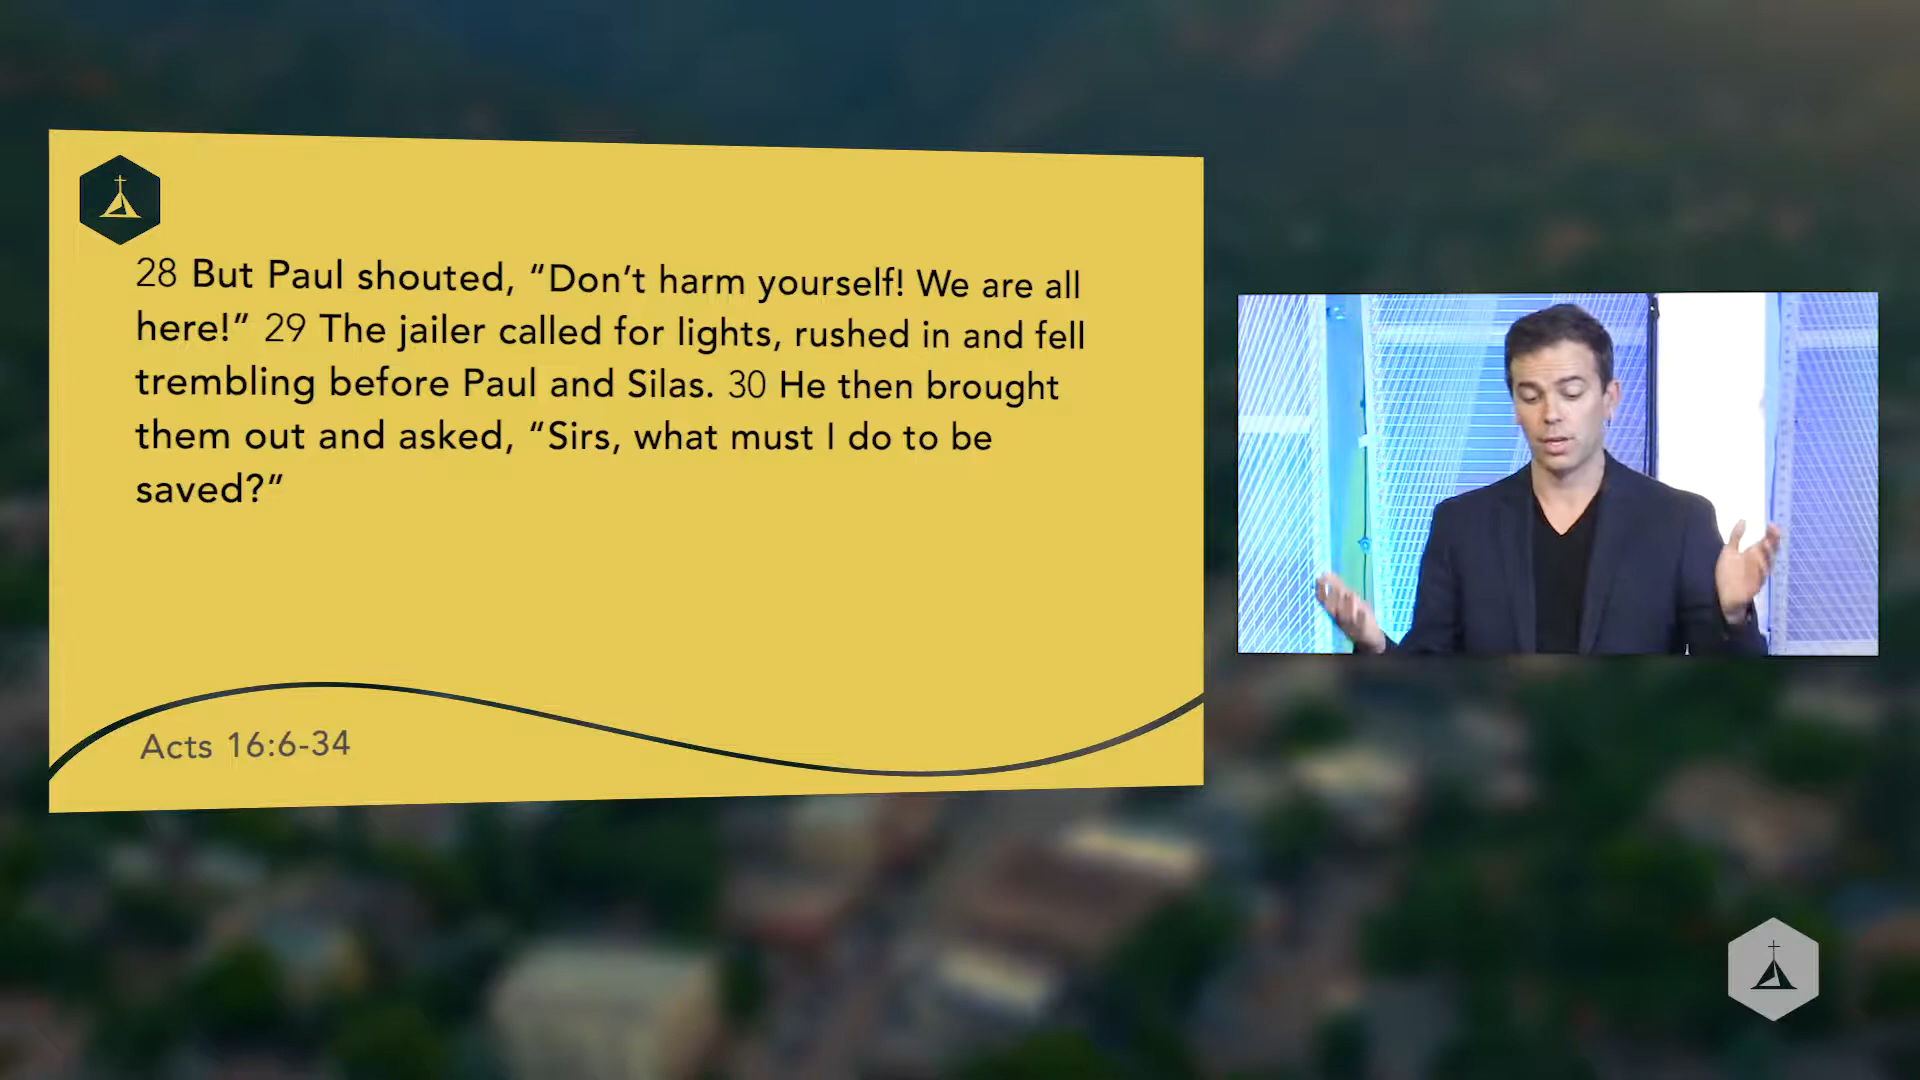 28 But Paul shouted, “Don’t harm yourself! We are all
here!” 29 The jailer called for lights, rushed in and fell
trembling before Paul and Silas. 30 He then brought
them out and asked, “Sirs, what must I do to be
saved?”
Acts 16:6-34